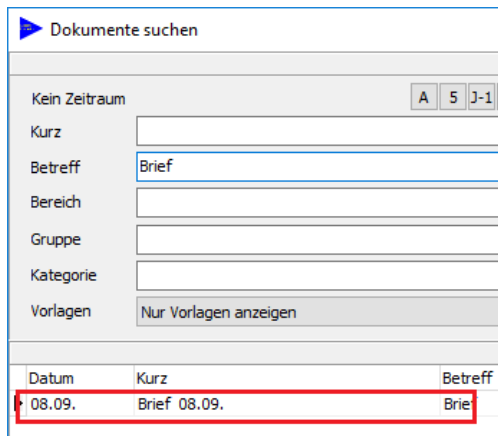 Dokumente suchen
Kein Zeitraum A 5 J-1
Kurz
Betreff Brief
Bereich
Gruppe
Kategorie
Vorlagen Nur Vorlagen anzeigen
Datum Kurz Betreff
08.09. Brief 08.09. Brief